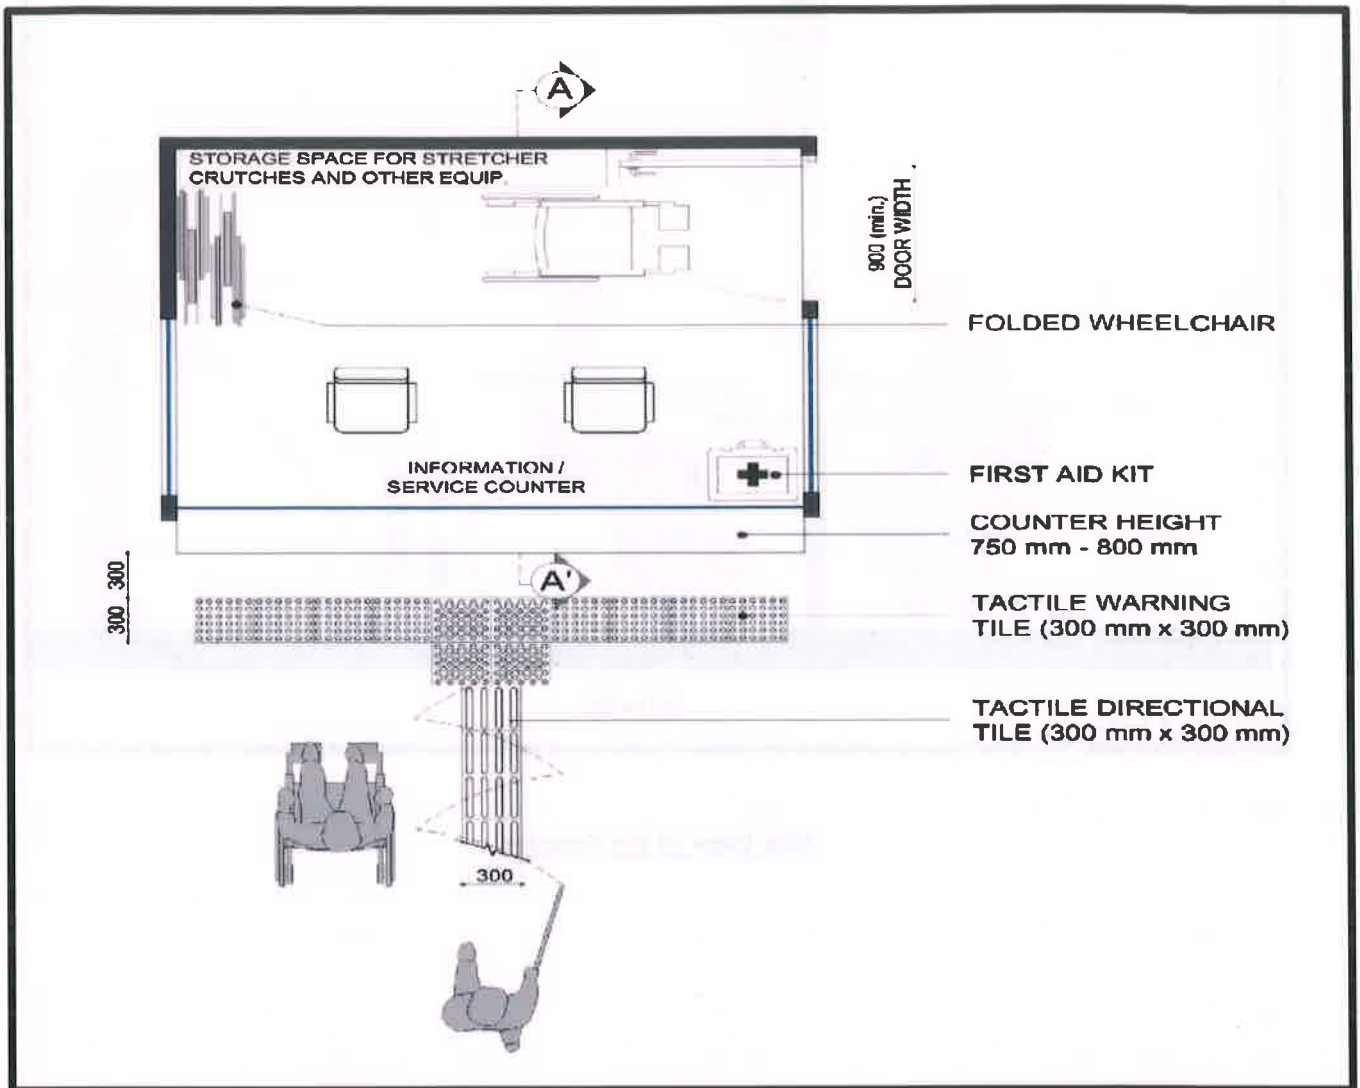 A
STORAGE SPACE FOR STRETCHER
CRUTCHES AND OTHER EQUIP
900 (min.)
DOOR WIDTH
FOLDED WHEELCHAIR
INFORMATION /
SERVICE COUNTER
FIRST AID KIT
COUNTER HEIGHT
750 mm - 800 mm
300
300
A'
TACTILE WARNING
TILE (300 mm x 300 mm)
TACTILE DIRECTIONAL
TILE (300 mm x 300 mm)
300